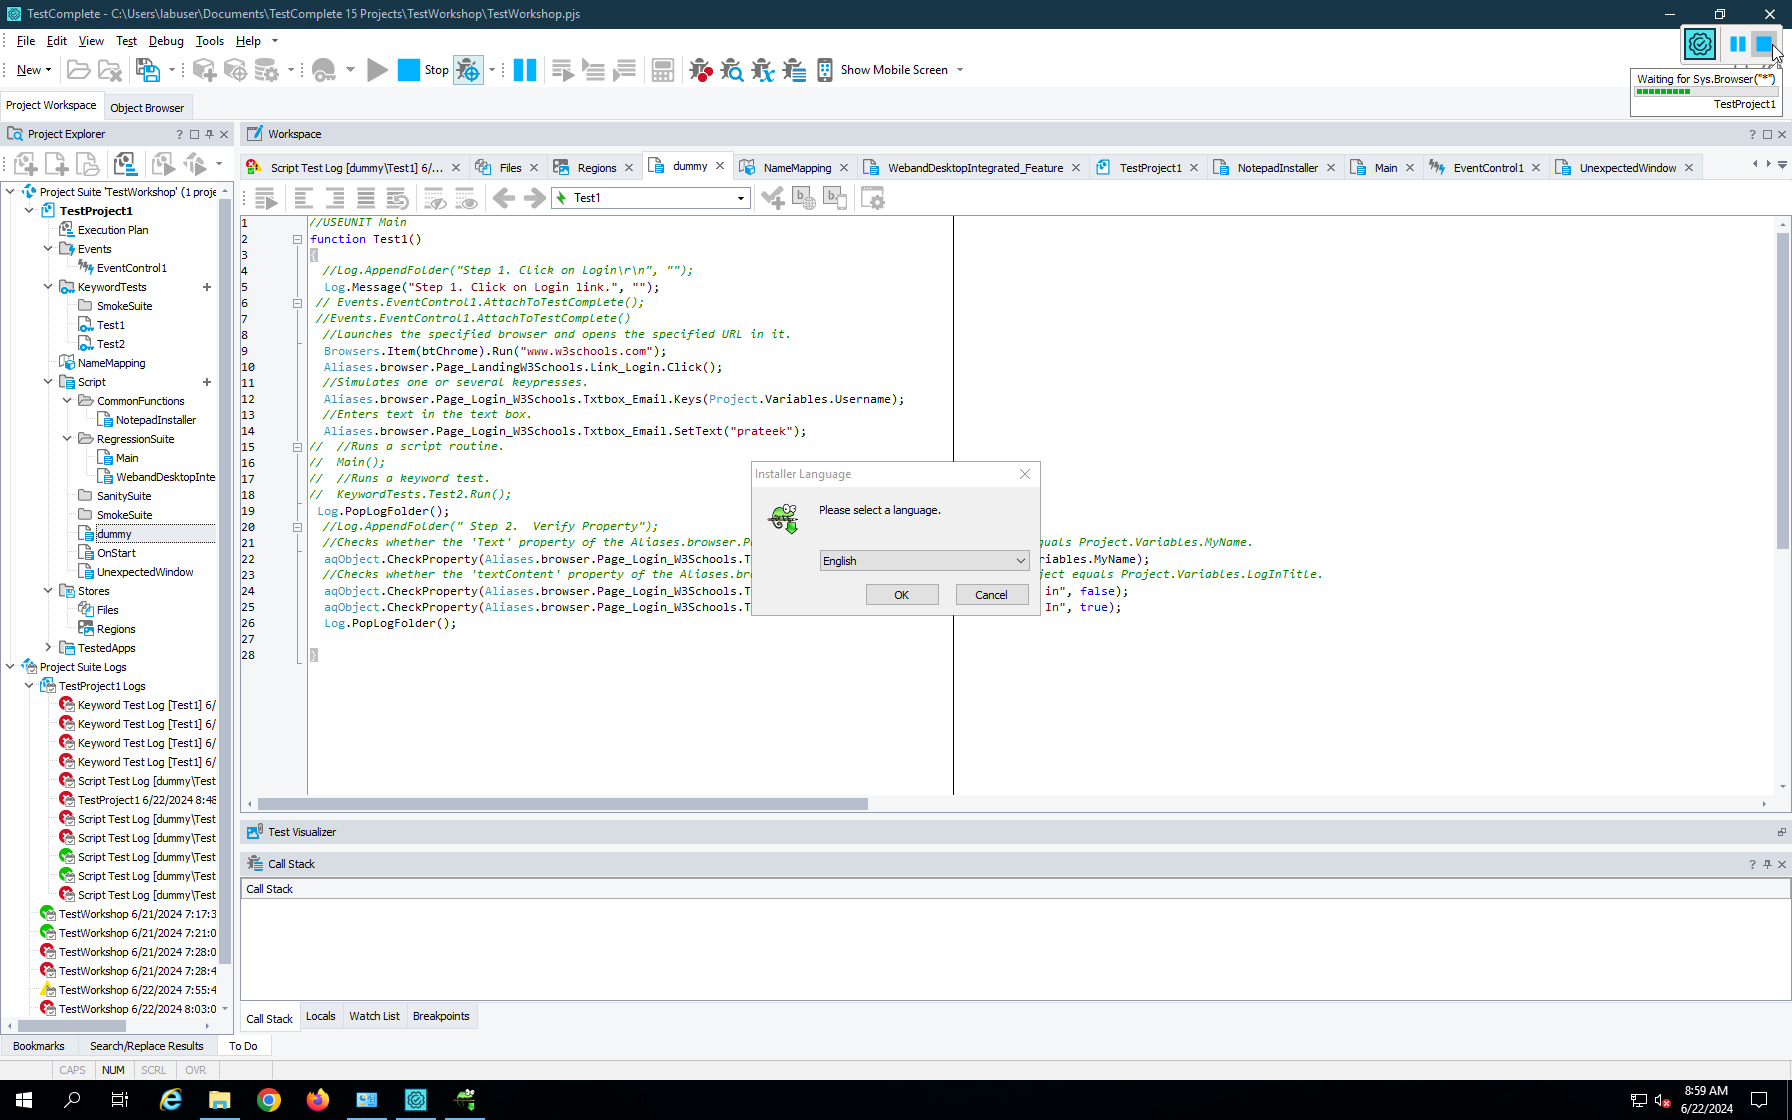 TestComplete - C:\Users\labuser\Documents\TestComplete 15 Projects\TestWorkshop\TestWorkshop.pjs
File Edit View Test Debug Tools Help
New Stop Show Mobile Screen
Waiting for Sys.Browser("*")
TestProject1
Project Workspace Object Browser
Project Explorer
Workspace
Script Test Log [dummy\Test1] 6/... Files Regions dummy NameMapping WebandDesktopIntegrated_Feature TestProject1 NotepadInstaller Main EventControl1 UnexpectedWindow
Test1
Project Suite 'TestWorkshop' (1 proje
TestProject1
Execution Plan
Events
EventControl1
KeywordTests
SmokeSuite
Test1
Test2
NameMapping
Script
CommonFunctions
NotepadInstaller
RegressionSuite
Main
WebandDesktopInte
SanitySuite
SmokeSuite
dummy
OnStart
UnexpectedWindow
Stores
Files
Regions
TestedApps
Project Suite Logs
TestProject1 Logs
Keyword Test Log [Test1] 6/
Keyword Test Log [Test1] 6/
Keyword Test Log [Test1] 6/
Keyword Test Log [Test1] 6/
Script Test Log [dummy\Test
TestProject1 6/22/2024 8:48
Script Test Log [dummy\Test
Script Test Log [dummy\Test
Script Test Log [dummy\Test
Script Test Log [dummy\Test
Script Test Log [dummy\Test
TestWorkshop 6/21/2024 7:17:3
TestWorkshop 6/21/2024 7:21:0
TestWorkshop 6/21/2024 7:28:0
TestWorkshop 6/21/2024 7:28:4
TestWorkshop 6/22/2024 7:55:4
TestWorkshop 6/22/2024 8:03:0
1 //USEUNIT Main
2 function Test1()
3 {
4 //Log.AppendFolder("Step 1. Click on Login\r\n", "");
5 Log.Message("Step 1. Click on Login link.", "");
6 // Events.EventControl1.AttachToTestComplete();
7 //Events.EventControl1.AttachToTestComplete()
8 //Launches the specified browser and opens the specified URL in it.
9 Browsers.Item(btChrome).Run("www.w3schools.com");
10 Aliases.browser.Page_LandingW3Schools.Link_Login.Click();
11 //Simulates one or several keypresses.
12 Aliases.browser.Page_Login_W3Schools.Txtbox_Email.Keys(Project.Variables.Username);
13 //Enters text in the text box.
14 Aliases.browser.Page_Login_W3Schools.Txtbox_Email.SetText("prateek");
15 // //Runs a script routine.
16 // Main();
17 // //Runs a keyword test.
18 // KeywordTests.Test2.Run();
19 Log.PopLogFolder();
20 //Log.AppendFolder(" Step 2. Verify Property");
21 //Checks whether the 'Text' property of the Aliases.browser.P quals Project.Variables.MyName.
22 aqObject.CheckProperty(Aliases.browser.Page_Login_W3Schools.T riables.MyName);
23 //Checks whether the 'textContent' property of the Aliases.br ject equals Project.Variables.LogInTitle.
24 aqObject.CheckProperty(Aliases.browser.Page_Login_W3Schools.T in", false);
25 aqObject.CheckProperty(Aliases.browser.Page_Login_W3Schools.T In", true);
26 Log.PopLogFolder();
27
28 }
Installer Language
Please select a language.
English
OK Cancel
Test Visualizer
Call Stack
Call Stack
Call Stack Locals Watch List Breakpoints
Bookmarks Search/Replace Results To Do
CAPS NUM SCRL OVR
8:59 AM
6/22/2024